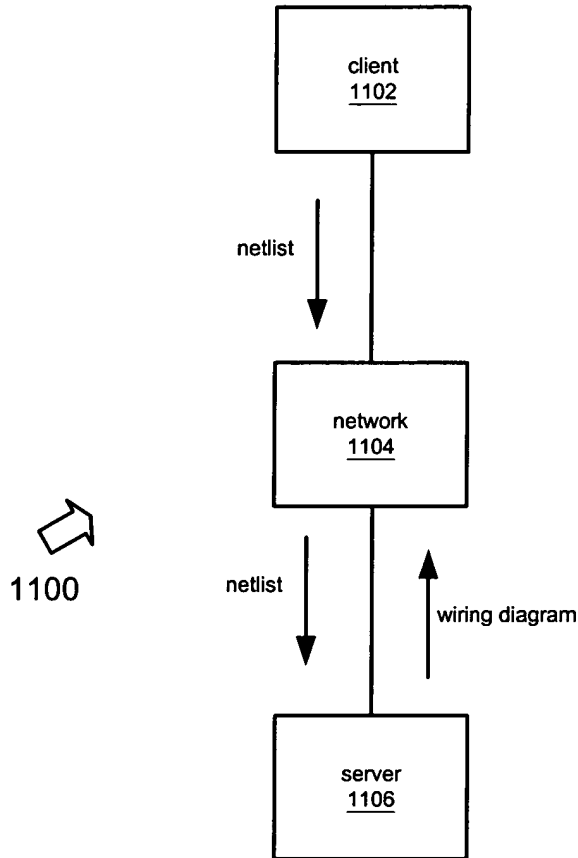 client
1102
netlist
network
1104
1100
netlist
wiring diagram
server
1106